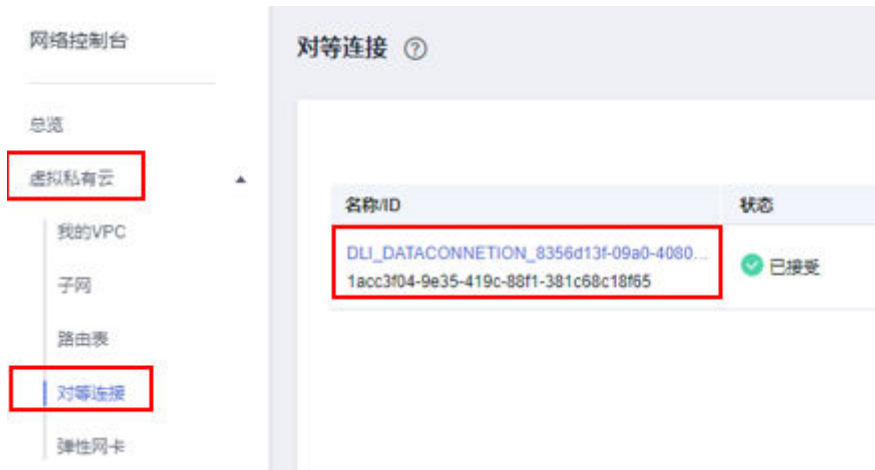 网络控制台
总览
虚拟私有云
我的VPC
子网
路由表
对等连接
弹性网卡
对等连接
名称/ID
状态
DLI_DATACONNETION_8356d13f-09a0-4080...
1acc3f04-9e35-419c-88f1-381c68c18f65
已接受